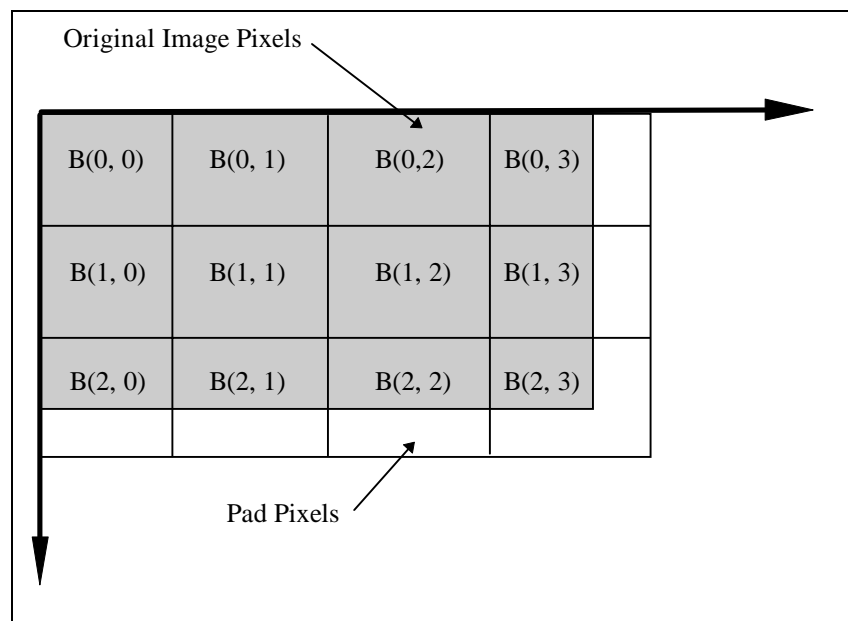 Original Image Pixels
B(0, 0) B(0, 1) B(0,2) B(0, 3)
B(1, 0) B(1, 1) B(1, 2) B(1, 3)
B(2, 0) B(2, 1) B(2, 2) B(2, 3)
Pad Pixels